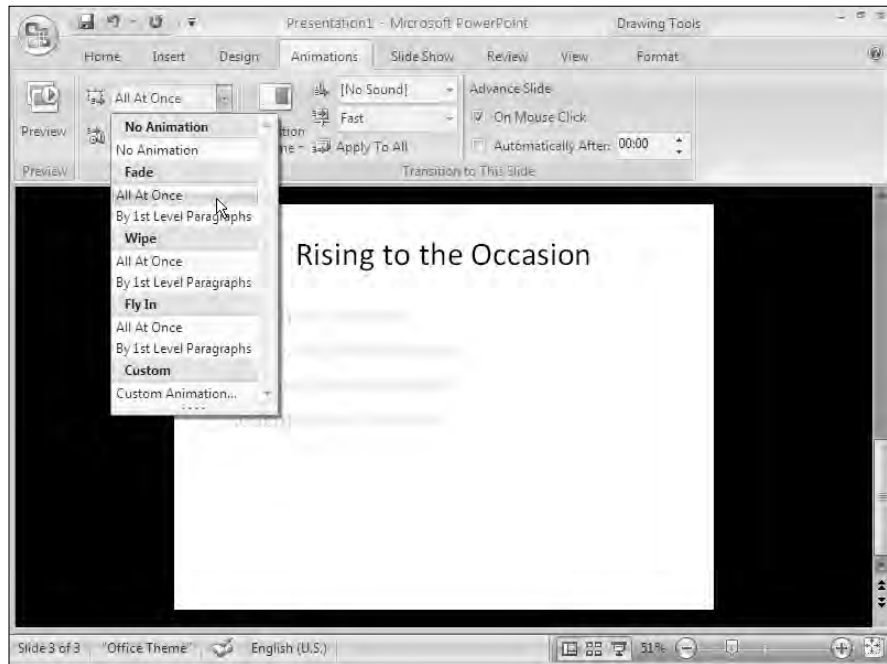 Presentation1 - Microsoft PowerPoint
Drawing Tools
Home Insert Design Animations Slide Show Review View Format
Preview
Preview
All At Once
[No Sound]
Fast
Apply To All
Transition to This Slide
Advance Slide
On Mouse Click
Automatically After: 00:00
No Animation
No Animation
Fade
All At Once
By 1st Level Paragraphs
Wipe
All At Once
By 1st Level Paragraphs
Fly In
All At Once
By 1st Level Paragraphs
Custom
Custom Animation...
Rising to the Occasion
Slide 3 of 3 "Office Theme" English (U.S.) 51%